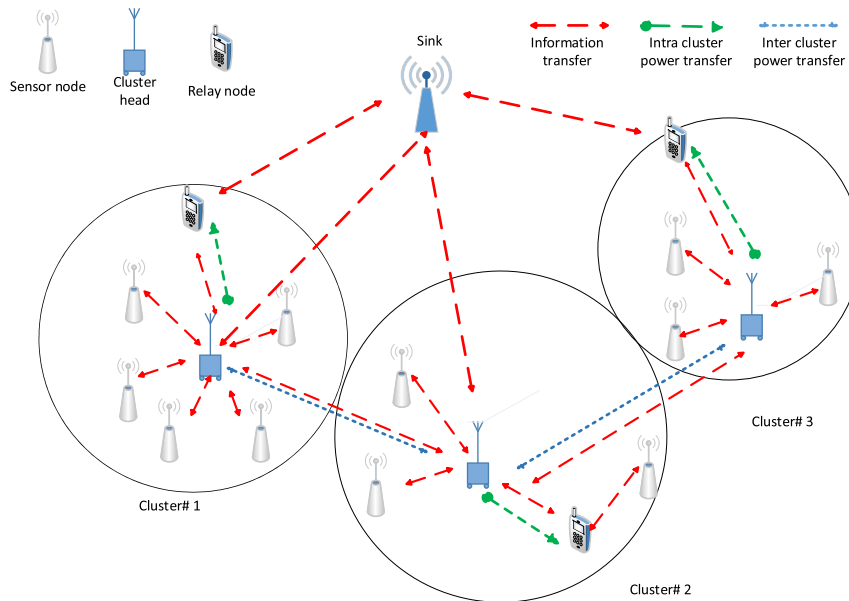 Sink
Information
transfer
Intra cluster
power transfer
Inter cluster
power transfer
Sensor node
Cluster
head
Relay node
Cluster# 3
Cluster# 1
Cluster# 2